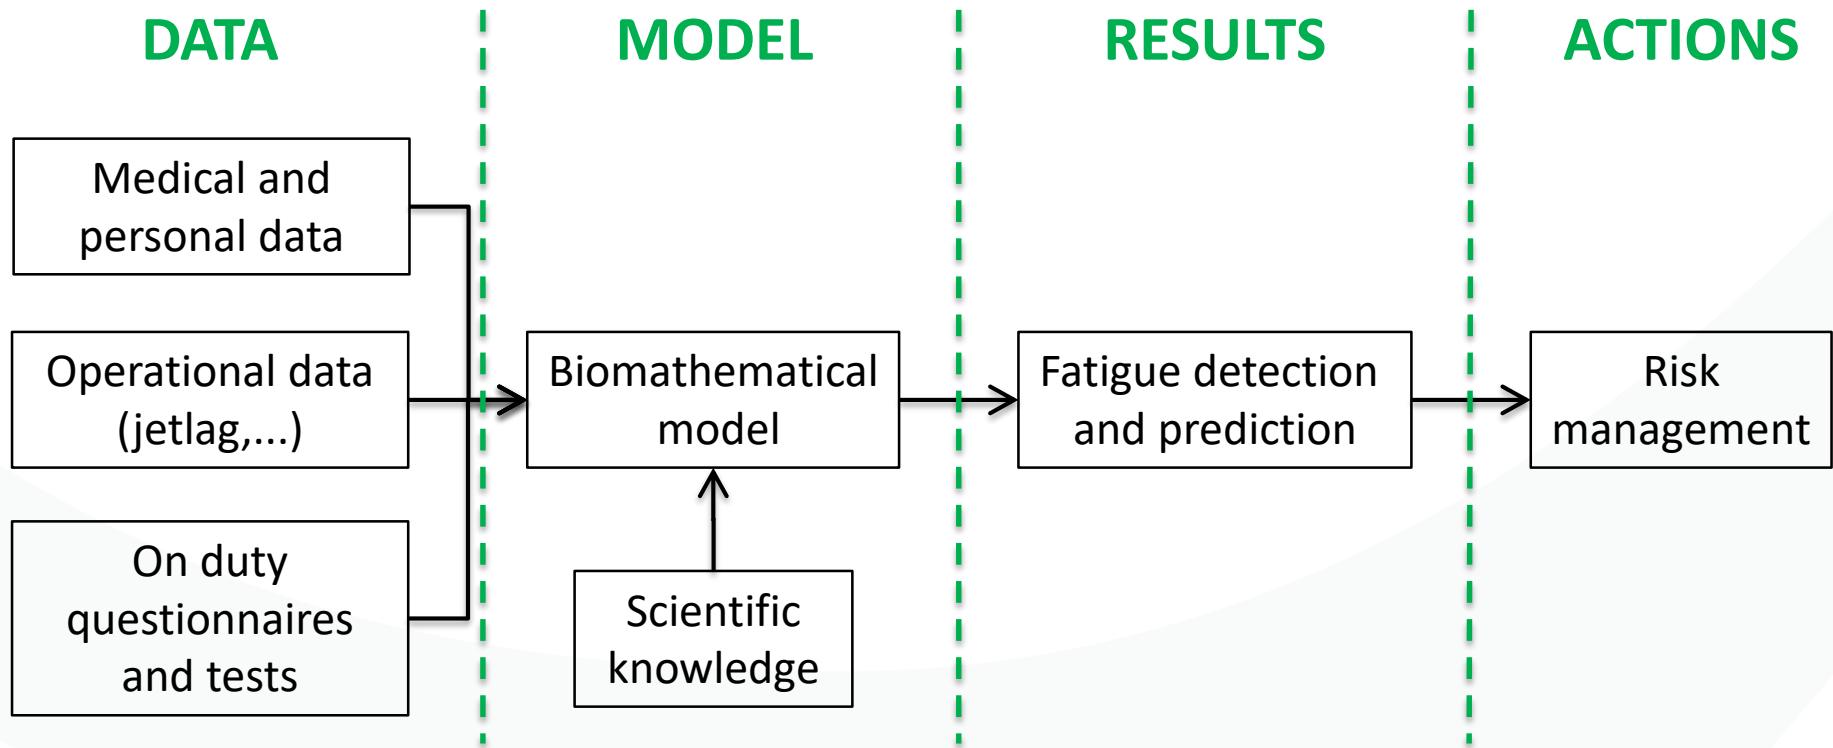 DATA
MODEL
RESULTS
ACTIONS
Medical and
personal data
Operational data
(jetlag,...)
On duty
questionnaires
and tests
Biomathematical
model
Scientific
knowledge
Fatigue detection
and prediction
Risk
management